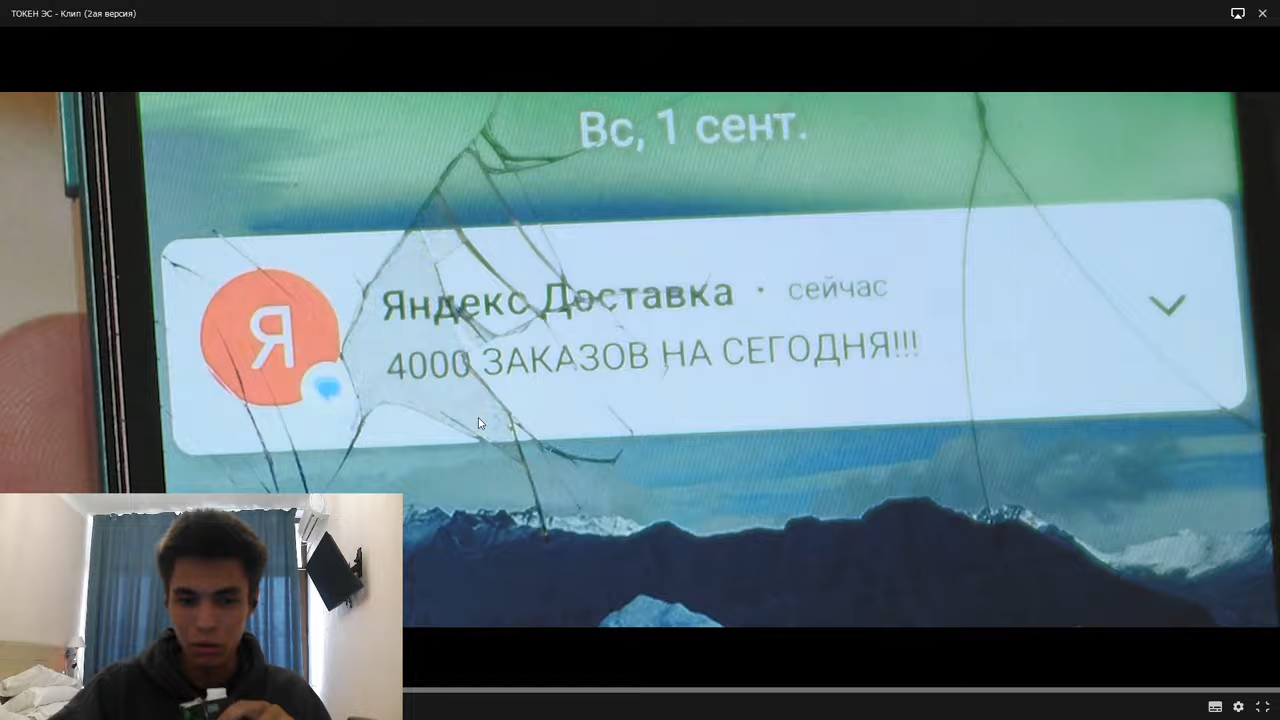 ТОКЕН ЭС - Клип (2ая версия)
Вс, 1 сент.
Я
Яндекс Доставка · сейчас
4000 ЗАКАЗОВ НА СЕГОДНЯ!!!